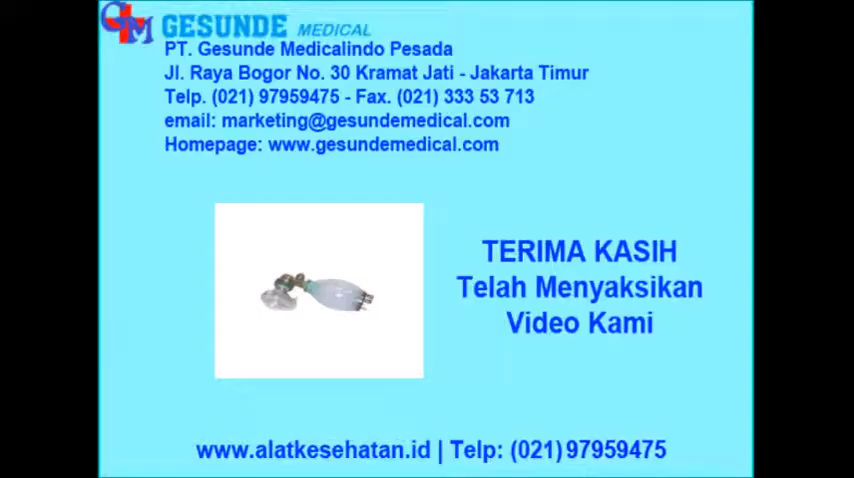 GM GESUNDE MEDICAL
PT. Gesunde Medicalindo Pesada
Jl. Raya Bogor No. 30 Kramat Jati - Jakarta Timur
Telp. (021) 97959475 - Fax. (021) 333 53 713
email: marketing@gesundemedical.com
Homepage: www.gesundemedical.com
TERIMA KASIH
Telah Menyaksikan
Video Kami
www.alatkesehatan.id | Telp: (021) 97959475